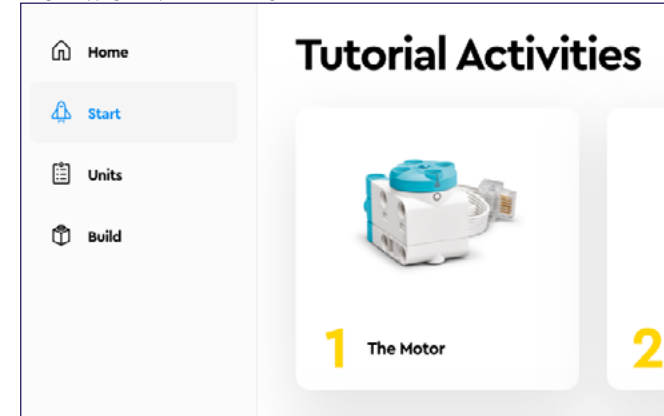 Home
Start
Units
Build
Tutorial Activities
1 The Motor
2